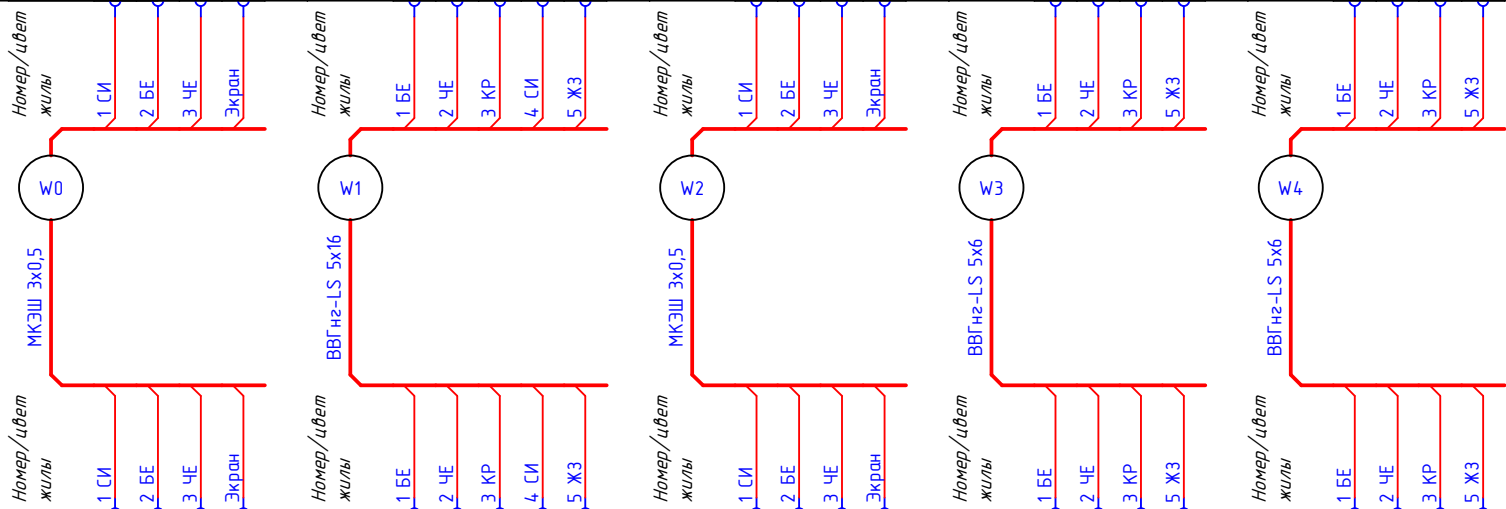 Номер/цвет
жилы
1 СИ
2 БЕ
3 ЧЕ
Экран
Номер/цвет
жилы
1 БЕ
2 ЧЕ
3 КР
4 СИ
5 ЖЗ
Номер/цвет
жилы
1 СИ
2 БЕ
3 ЧЕ
Экран
Номер/цвет
жилы
1 БЕ
2 ЧЕ
3 КР
5 ЖЗ
Номер/цвет
жилы
1 БЕ
2 ЧЕ
3 КР
5 ЖЗ
W0
W1
W2
W3
W4
МКЭШ 3x0,5
ВВГнг-LS 5x16
МКЭШ 3x0,5
ВВГнг-LS 5x6
ВВГнг-LS 5x6
Номер/цвет
жилы
1 СИ
2 БЕ
3 ЧЕ
Экран
Номер/цвет
жилы
1 БЕ
2 ЧЕ
3 КР
4 СИ
5 ЖЗ
Номер/цвет
жилы
1 СИ
2 БЕ
3 ЧЕ
Экран
Номер/цвет
жилы
1 БЕ
2 ЧЕ
3 КР
5 ЖЗ
Номер/цвет
жилы
1 БЕ
2 ЧЕ
3 КР
5 ЖЗ